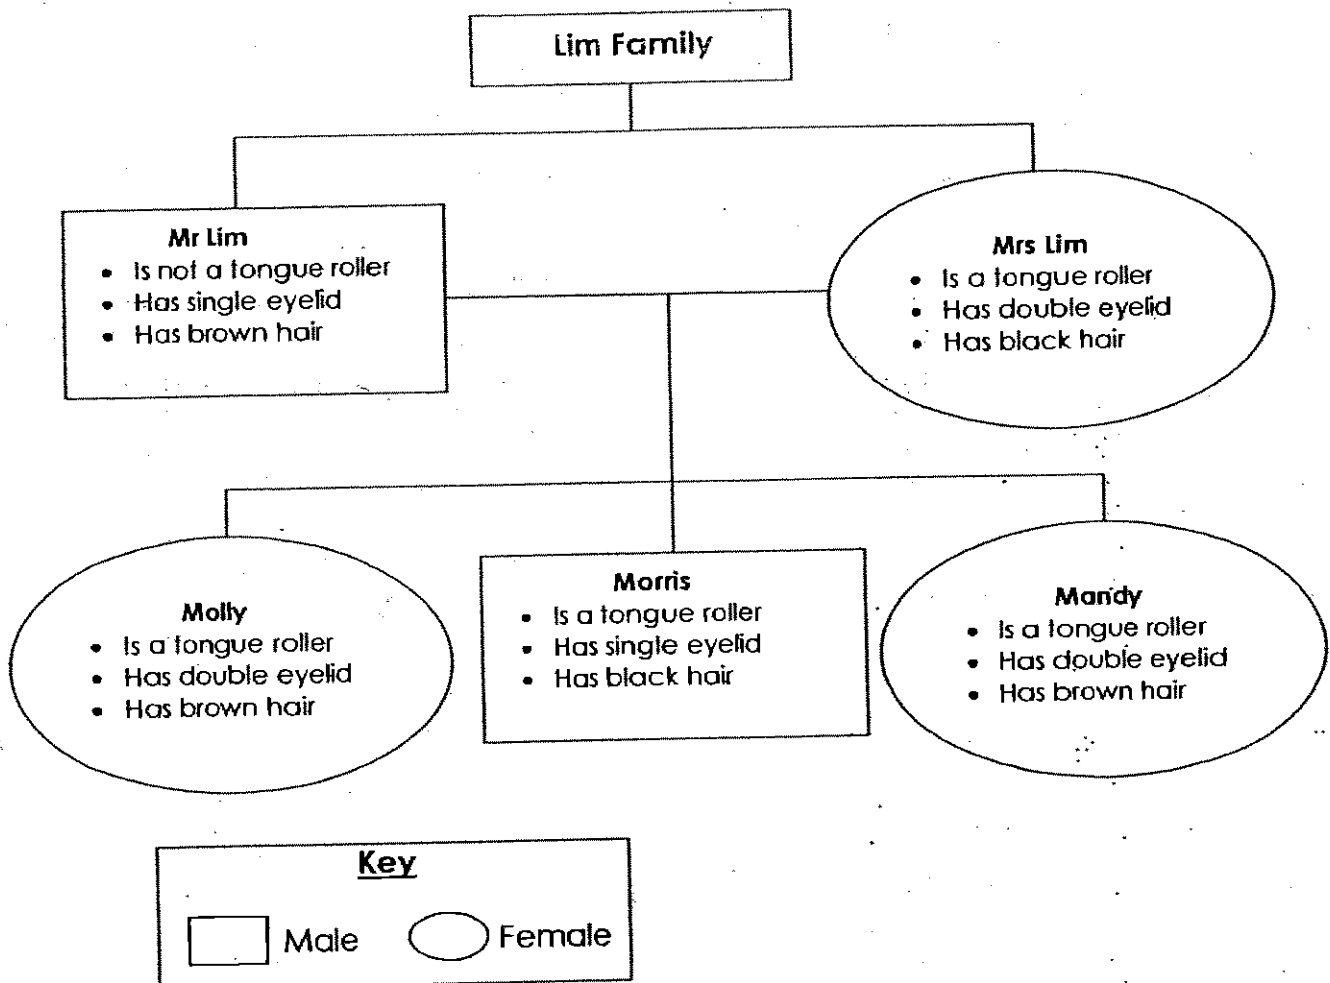 Lim Family
Mr Lim
• Is not a tongue roller
• Has single eyelid
• Has brown hair
Mrs Lim
• Is a tongue roller
• Has double eyelid
• Has black hair
Molly
• Is a tongue roller
• Has double eyelid
• Has brown hair
Morris
• Is a tongue roller
• Has single eyelid
• Has black hair
Mandy
• Is a tongue roller
• Has double eyelid
• Has brown hair
Key
Male
Female